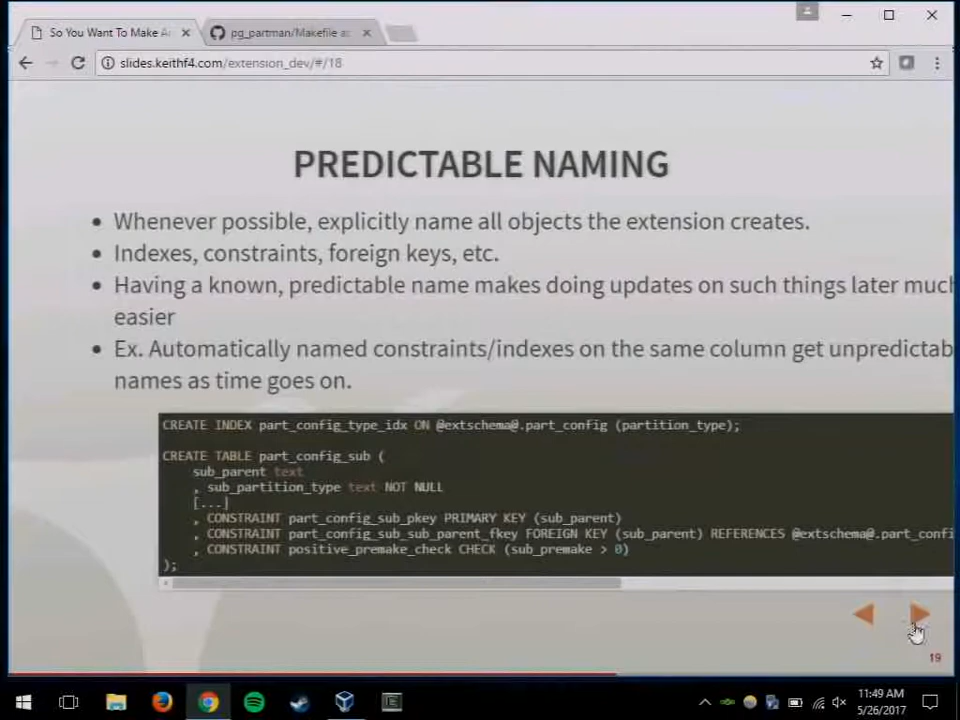 So You Want To Make A
pg_partman/Makefile a
slides.keithf4.com/extension_dev/#/18
PREDICTABLE NAMING
• Whenever possible, explicitly name all objects the extension creates.
• Indexes, constraints, foreign keys, etc.
• Having a known, predictable name makes doing updates on such things later much
easier
• Ex. Automatically named constraints/indexes on the same column get unpredictab
names as time goes on.
CREATE INDEX part_config_type_idx ON @extschema@.part_config (partition_type);
CREATE TABLE part_config_sub (
sub_parent text
, sub_partition_type text NOT NULL
[...]
, CONSTRAINT part_config_sub_pkey PRIMARY KEY (sub_parent)
, CONSTRAINT part_config_sub_sub_parent_fkey FOREIGN KEY (sub_parent) REFERENCES @extschema@.part_confi
, CONSTRAINT positive_premake_check CHECK (sub_premake > 0)
);
19
11:49 AM
5/26/2017